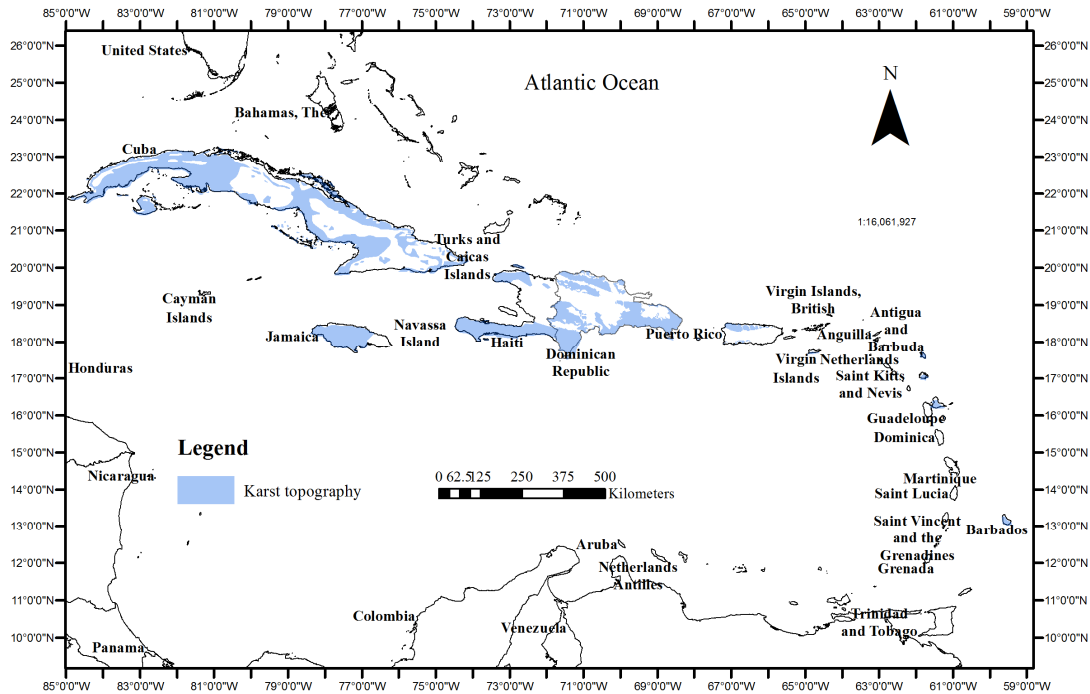 85°0'0"W 83°0'0"W 81°0'0"W 79°0'0"W 77°0'0"W 75°0'0"W 73°0'0"W 71°0'0"W 69°0'0"W 67°0'0"W 65°0'0"W 63°0'0"W 61°0'0"W 59°0'0"W
26°0'0"N
25°0'0"N
24°0'0"N
23°0'0"N
22°0'0"N
21°0'0"N
20°0'0"N
19°0'0"N
18°0'0"N
17°0'0"N
16°0'0"N
15°0'0"N
14°0'0"N
13°0'0"N
12°0'0"N
11°0'0"N
10°0'0"N
United States
Bahamas, The
Atlantic Ocean
N
Cuba
1:16,061,927
Turks and
Caicas
Islands
Cayman
Islands
Jamaica
Navassa
Island
Haiti
Dominican
Republic
Puerto Rico
Virgin Islands,
British
Anguilla
Antigua
and
Barbuda
Virgin
Islands
Netherlands
Saint Kitts
and Nevis
Guadeloupe
Dominica
Martinique
Saint Lucia
Saint Vincent
and the
Grenadines
Grenada
Barbados
Honduras
Nicaragua
Legend
Karst topography
0 62.5125 250 375 500
Kilometers
Aruba
Netherlands
Antilles
Colombia
Venezuela
Trinidad
and Tobago
Panama
26°0'0"N
25°0'0"N
24°0'0"N
23°0'0"N
22°0'0"N
21°0'0"N
20°0'0"N
19°0'0"N
18°0'0"N
17°0'0"N
16°0'0"N
15°0'0"N
14°0'0"N
13°0'0"N
12°0'0"N
11°0'0"N
10°0'0"N
85°0'0"W 83°0'0"W 81°0'0"W 79°0'0"W 77°0'0"W 75°0'0"W 73°0'0"W 71°0'0"W 69°0'0"W 67°0'0"W 65°0'0"W 63°0'0"W 61°0'0"W 59°0'0"W